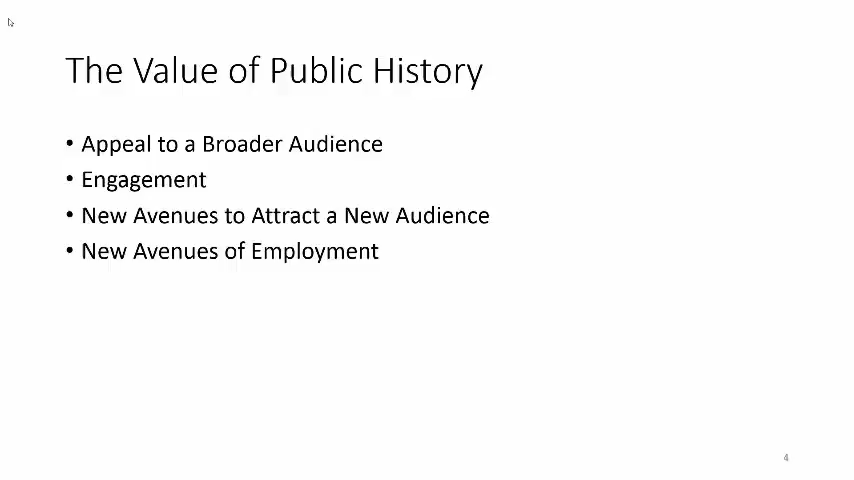 The Value of Public History
• Appeal to a Broader Audience
• Engagement
• New Avenues to Attract a New Audience
• New Avenues of Employment
4